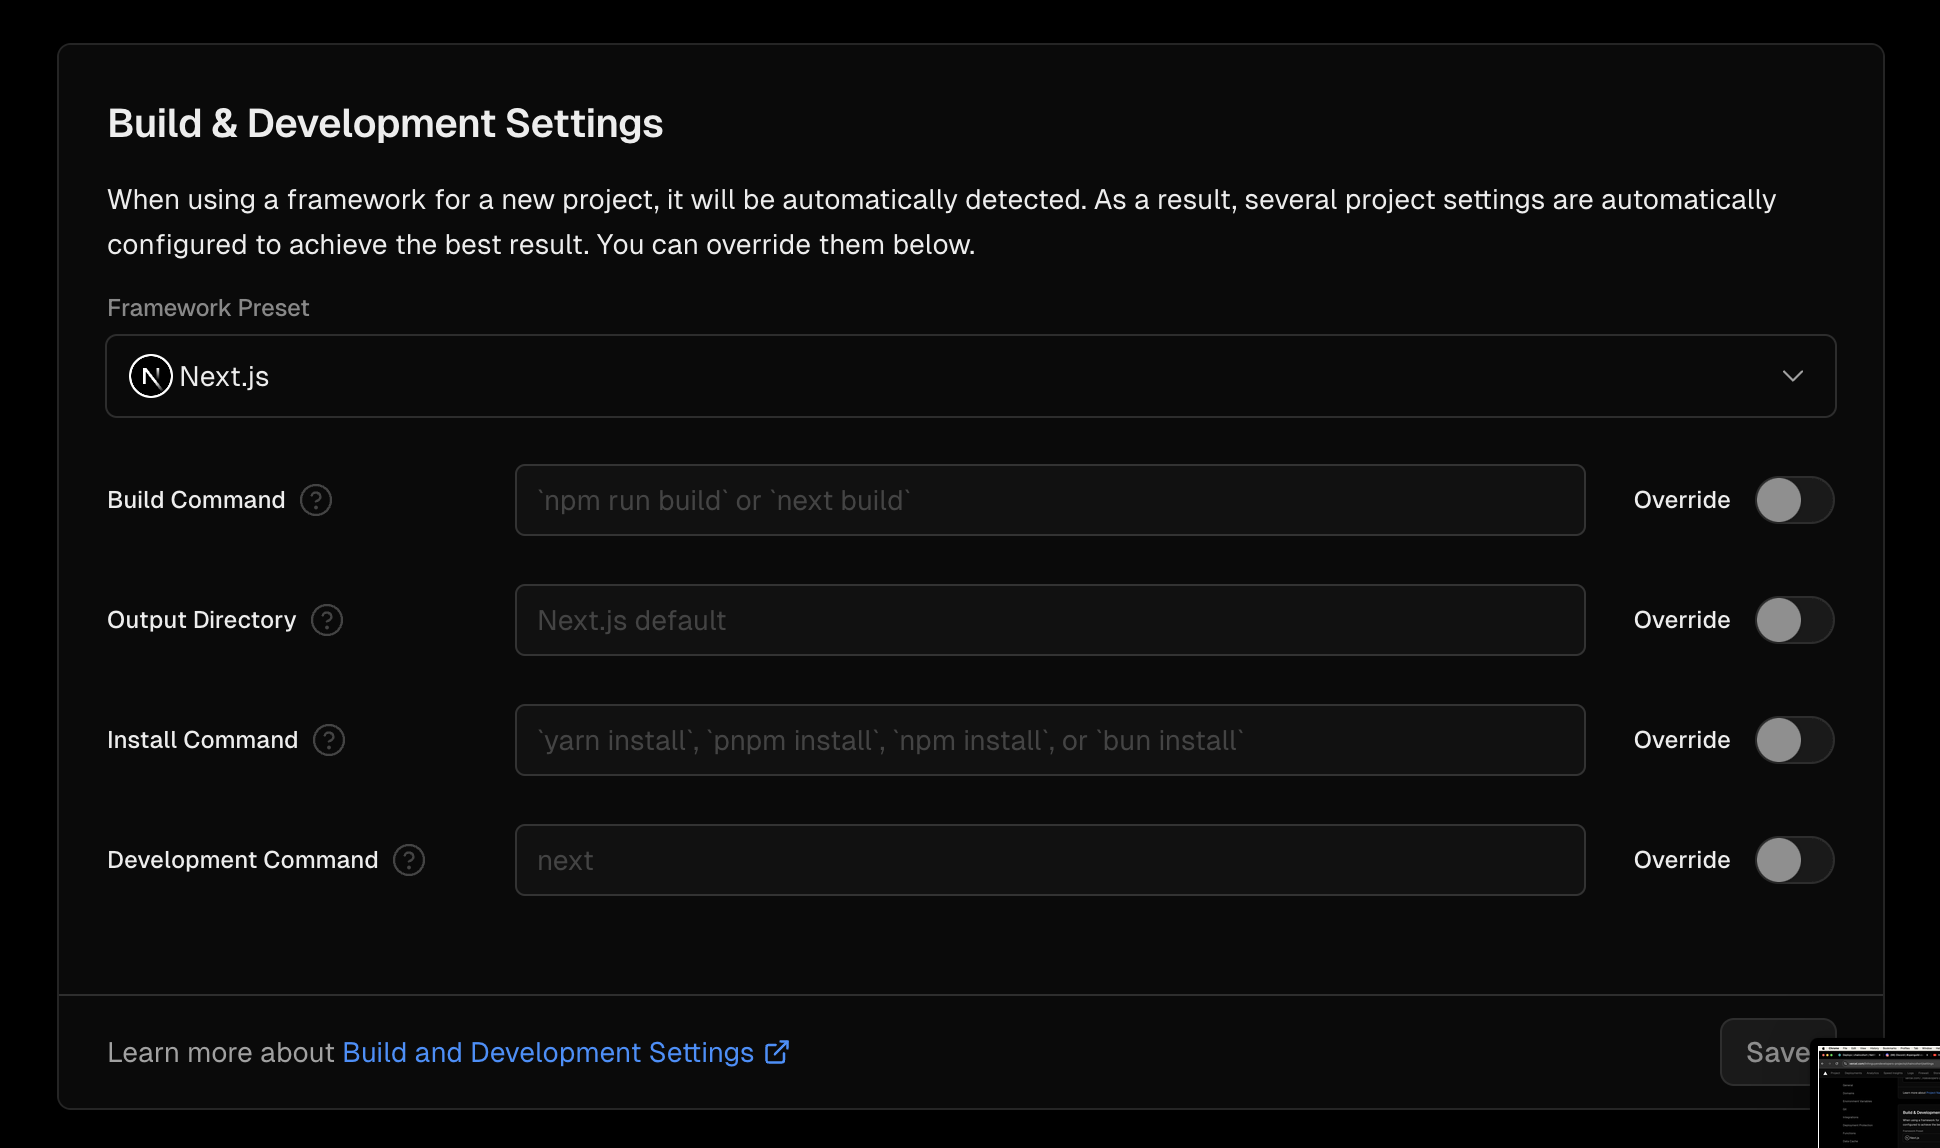 Build & Development Settings
When using a framework for a new project, it will be automatically detected. As a result, several project settings are automatically
configured to achieve the best result. You can override them below.
Framework Preset
N Next.js
Build Command ?
`npm run build` or `next build`
Override
Output Directory ?
Next.js default
Override
Install Command ?
`yarn install`, `pnpm install`, `npm install`, or `bun install`
Override
Development Command ?
next
Override
Learn more about Build and Development Settings
Save